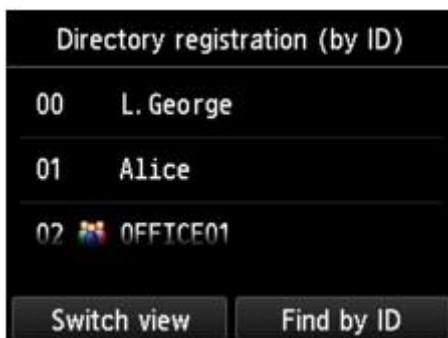 Directory registration (by ID)
00 L.George
01 Alice
02 OFFICE01
Switch view Find by ID